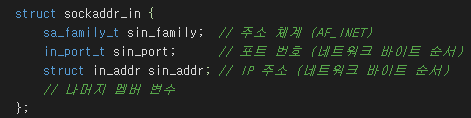 struct sockaddr_in {
    sa_family_t sin_family;  // 주소 체계 (AF_INET)
    in_port_t sin_port;      // 포트 번호 (네트워크 바이트 순서)
    struct in_addr sin_addr; // IP 주소 (네트워크 바이트 순서)
    // 나머지 멤버 변수
};